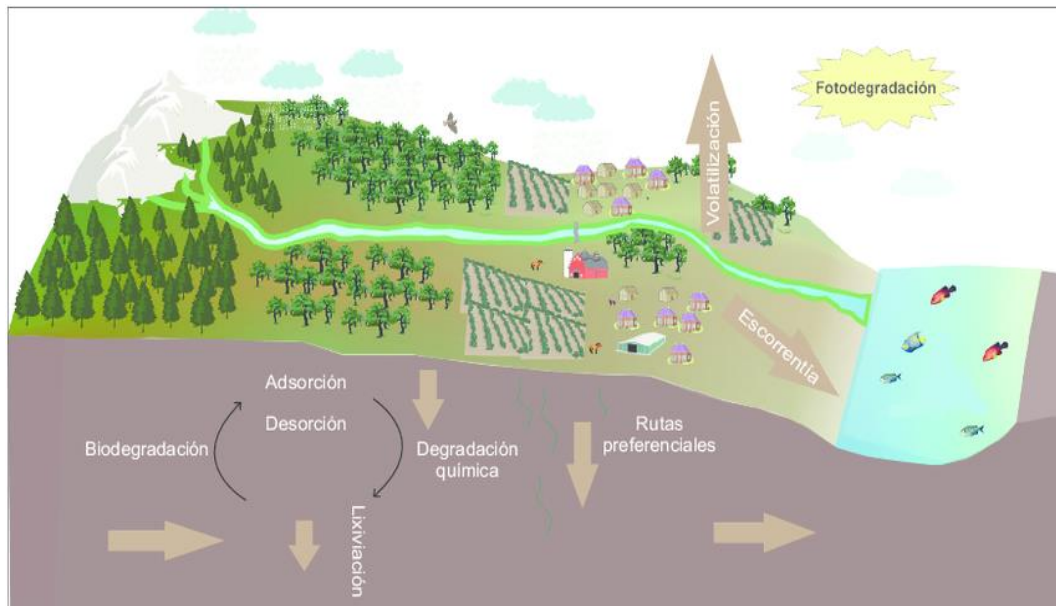 Fotodegradación
Volatilización
Escorrentía
Adsorción
Desorción
Biodegradación
Degradación
química
Rutas
preferenciales
Lixiviación